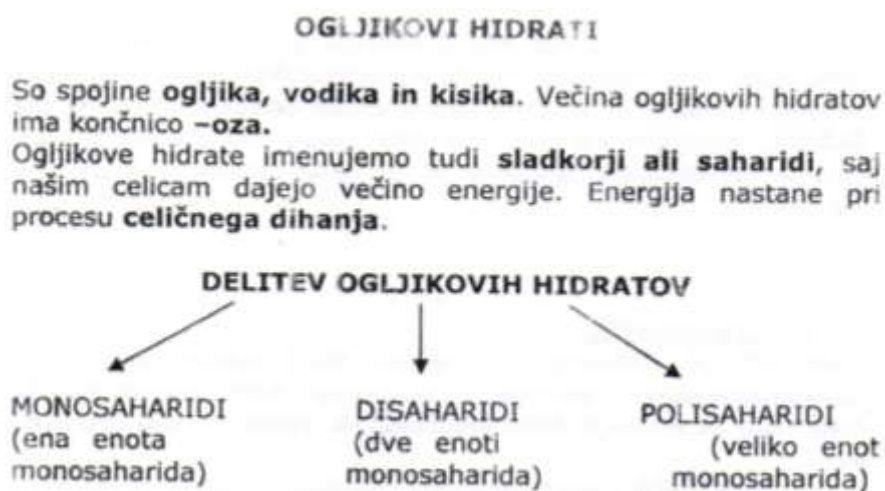 OGLJIKOVI HIDRATI
So spojine ogljika, vodika in kisika. Večina ogljikovih hidratov
ima končnico –oza.
Ogljikove hidrate imenujemo tudi sladkorji ali saharidi, saj
našim celicam dajejo večino energije. Energija nastane pri
procesu celičnega dihanja.
DELITEV OGLJIKOVIH HIDRATOV
MONOSAHARIDI
(ena enota
monosaharida)
DISAHARIDI
(dve enoti
monosaharida)
POLISAHARIDI
(veliko enot
monosaharida)